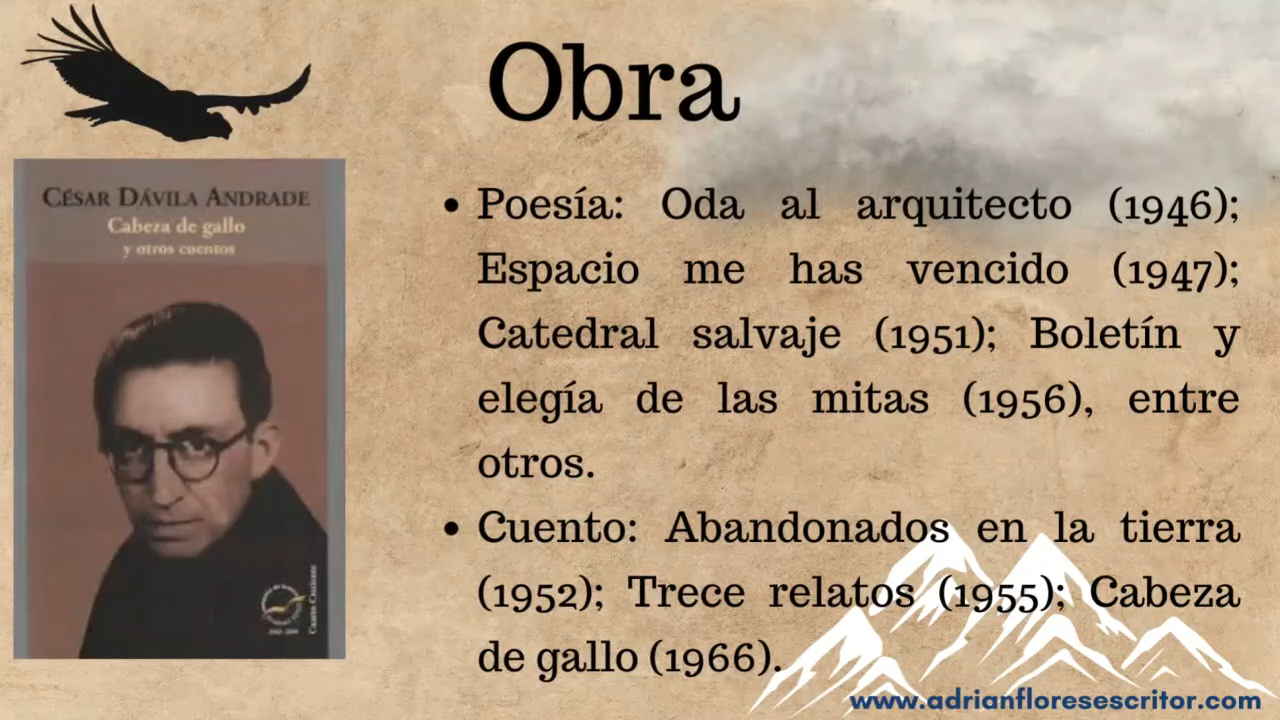 Obra
CÉSAR DÁVILA ANDRADE
Cabeza de gallo
y otros cuentos
• Poesía: Oda al arquitecto (1946);
Espacio me has vencido (1947);
Catedral salvaje (1951); Boletín y
elegía de las mitas (1956), entre
otros.
• Cuento: Abandonados en la tierra
(1952); Trece relatos (1955); Cabeza
de gallo (1966).
www.adrianfloresescritor.com